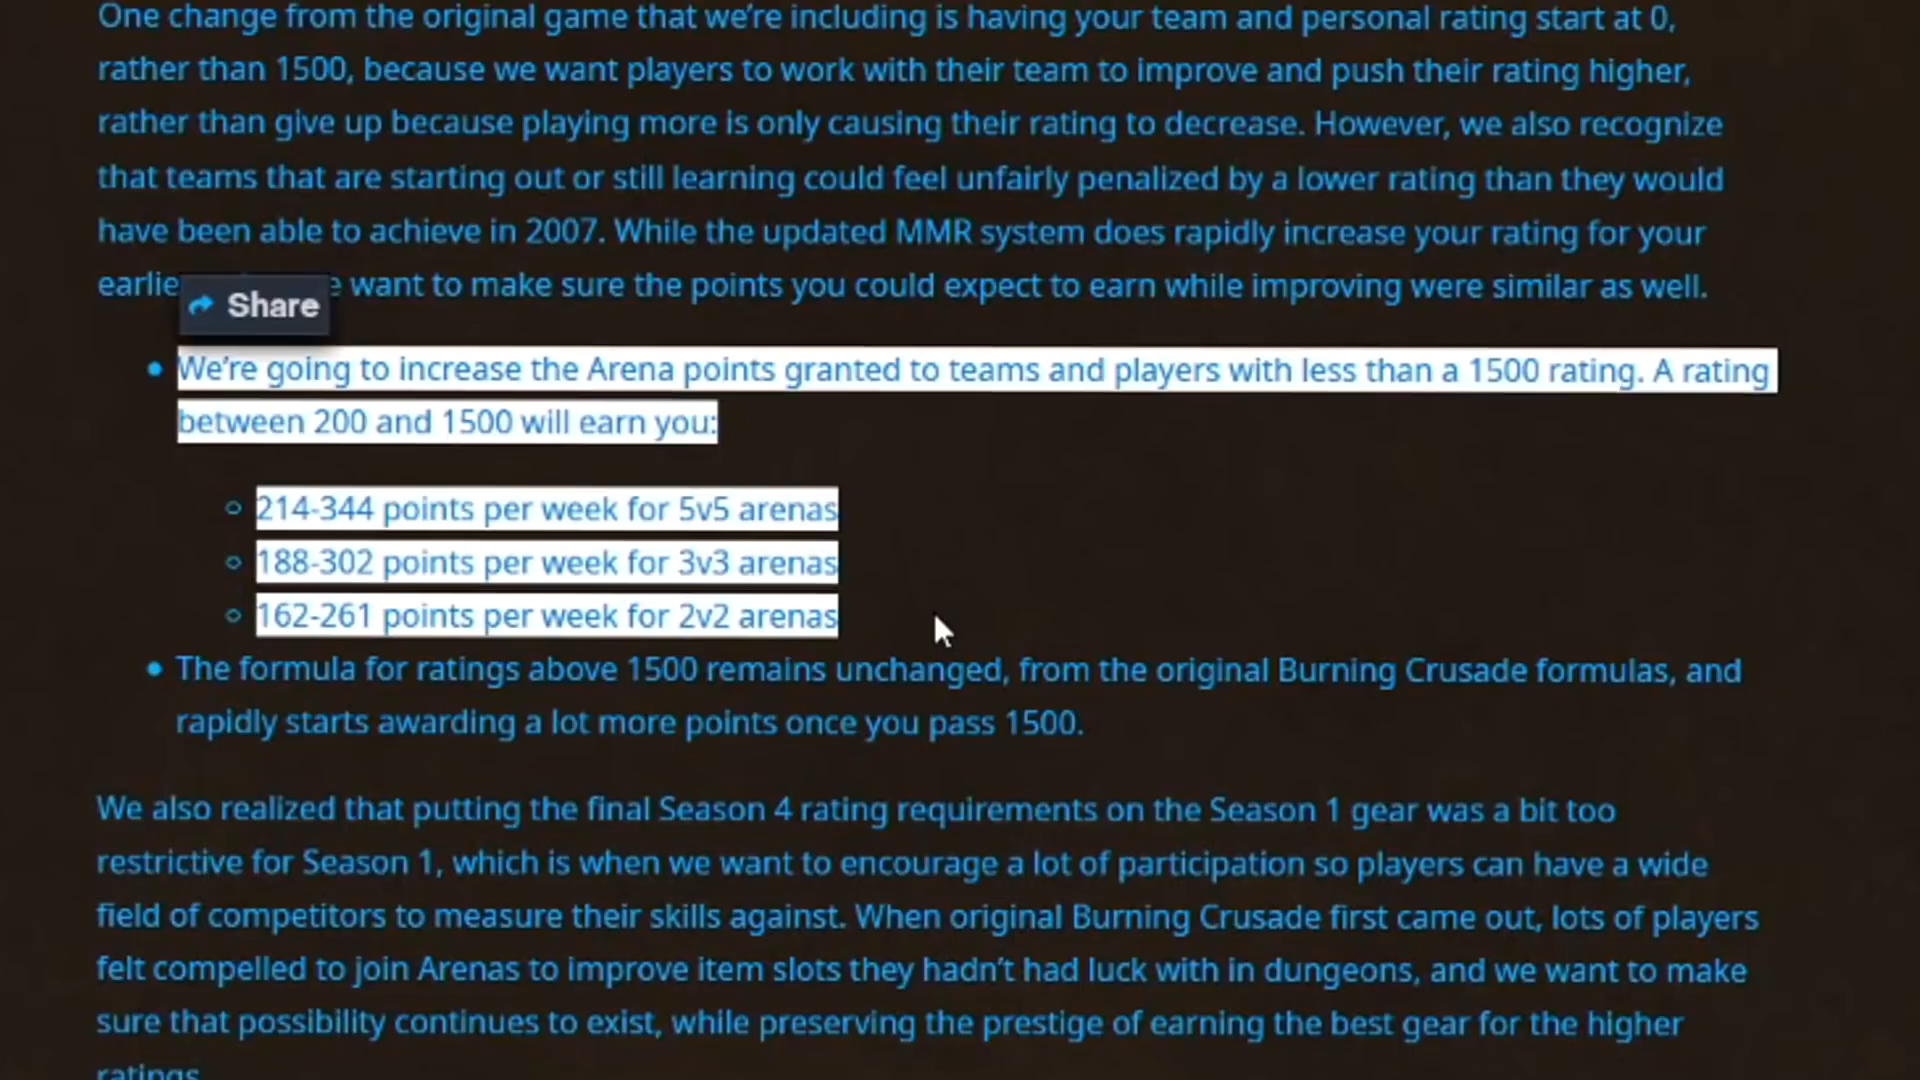 One change from the original game that we're including is having your team and personal rating start at 0,
rather than 1500, because we want players to work with their team to improve and push their rating higher,
rather than give up because playing more is only causing their rating to decrease. However, we also recognize
that teams that are starting out or still learning could feel unfairly penalized by a lower rating than they would
have been able to achieve in 2007. While the updated MMR system does rapidly increase your rating for your
earlie want to make sure the points you could expect to earn while improving were similar as well.
Share
We're going to increase the Arena points granted to teams and players with less than a 1500 rating. A rating
between 200 and 1500 will earn you:
214-344 points per week for 5v5 arenas
188-302 points per week for 3v3 arenas
162-261 points per week for 2v2 arenas
The formula for ratings above 1500 remains unchanged, from the original Burning Crusade formulas, and
rapidly starts awarding a lot more points once you pass 1500.
We also realized that putting the final Season 4 rating requirements on the Season 1 gear was a bit too
restrictive for Season 1, which is when we want to encourage a lot of participation so players can have a wide
field of competitors to measure their skills against. When original Burning Crusade first came out, lots of players
felt compelled to join Arenas to improve item slots they hadn't had luck with in dungeons, and we want to make
sure that possibility continues to exist, while preserving the prestige of earning the best gear for the higher
ratings.